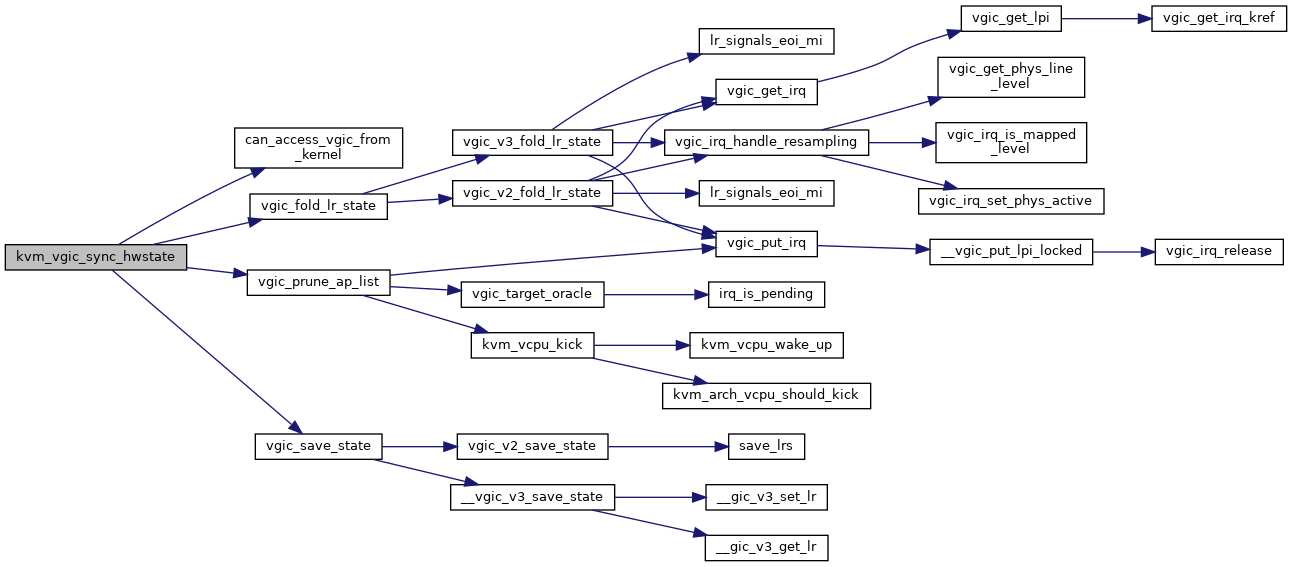 kvm_vgic_sync_hwstate
can_access_vgic_from
_kernel
vgic_fold_lr_state
vgic_prune_ap_list
vgic_save_state
vgic_v3_fold_lr_state
vgic_v2_fold_lr_state
vgic_target_oracle
kvm_vcpu_kick
vgic_v2_save_state
__vgic_v3_save_state
lr_signals_eoi_mi
vgic_get_irq
vgic_irq_handle_resampling
lr_signals_eoi_mi
vgic_put_irq
irq_is_pending
kvm_vcpu_wake_up
kvm_arch_vcpu_should_kick
save_lrs
__gic_v3_set_lr
__gic_v3_get_lr
vgic_get_lpi
vgic_get_phys_line
_level
vgic_irq_is_mapped
_level
vgic_irq_set_phys_active
__vgic_put_lpi_locked
vgic_get_irq_kref
vgic_irq_release